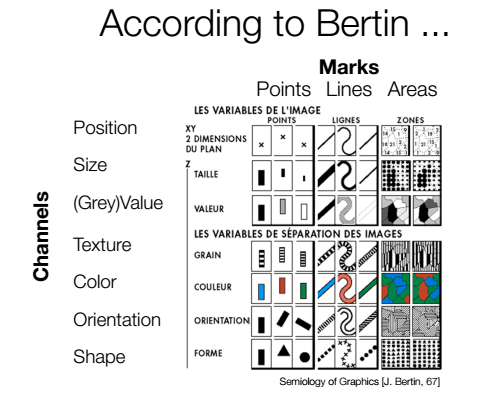 According to Bertin ...
Marks
Points Lines Areas
LES VARIABLES DE L'IMAGE
POINTS LIGNES ZONES
Position
XY
2 DIMENSIONS
DU PLAN
Z
Size
TAILLE
(Grey)Value
VALEUR
LES VARIABLES DE SÉPARATION DES IMAGES
Channels
Texture
GRAIN
Color
COULEUR
Orientation
ORIENTATION
Shape
FORME
Semiology of Graphics [J. Bertin, 67]